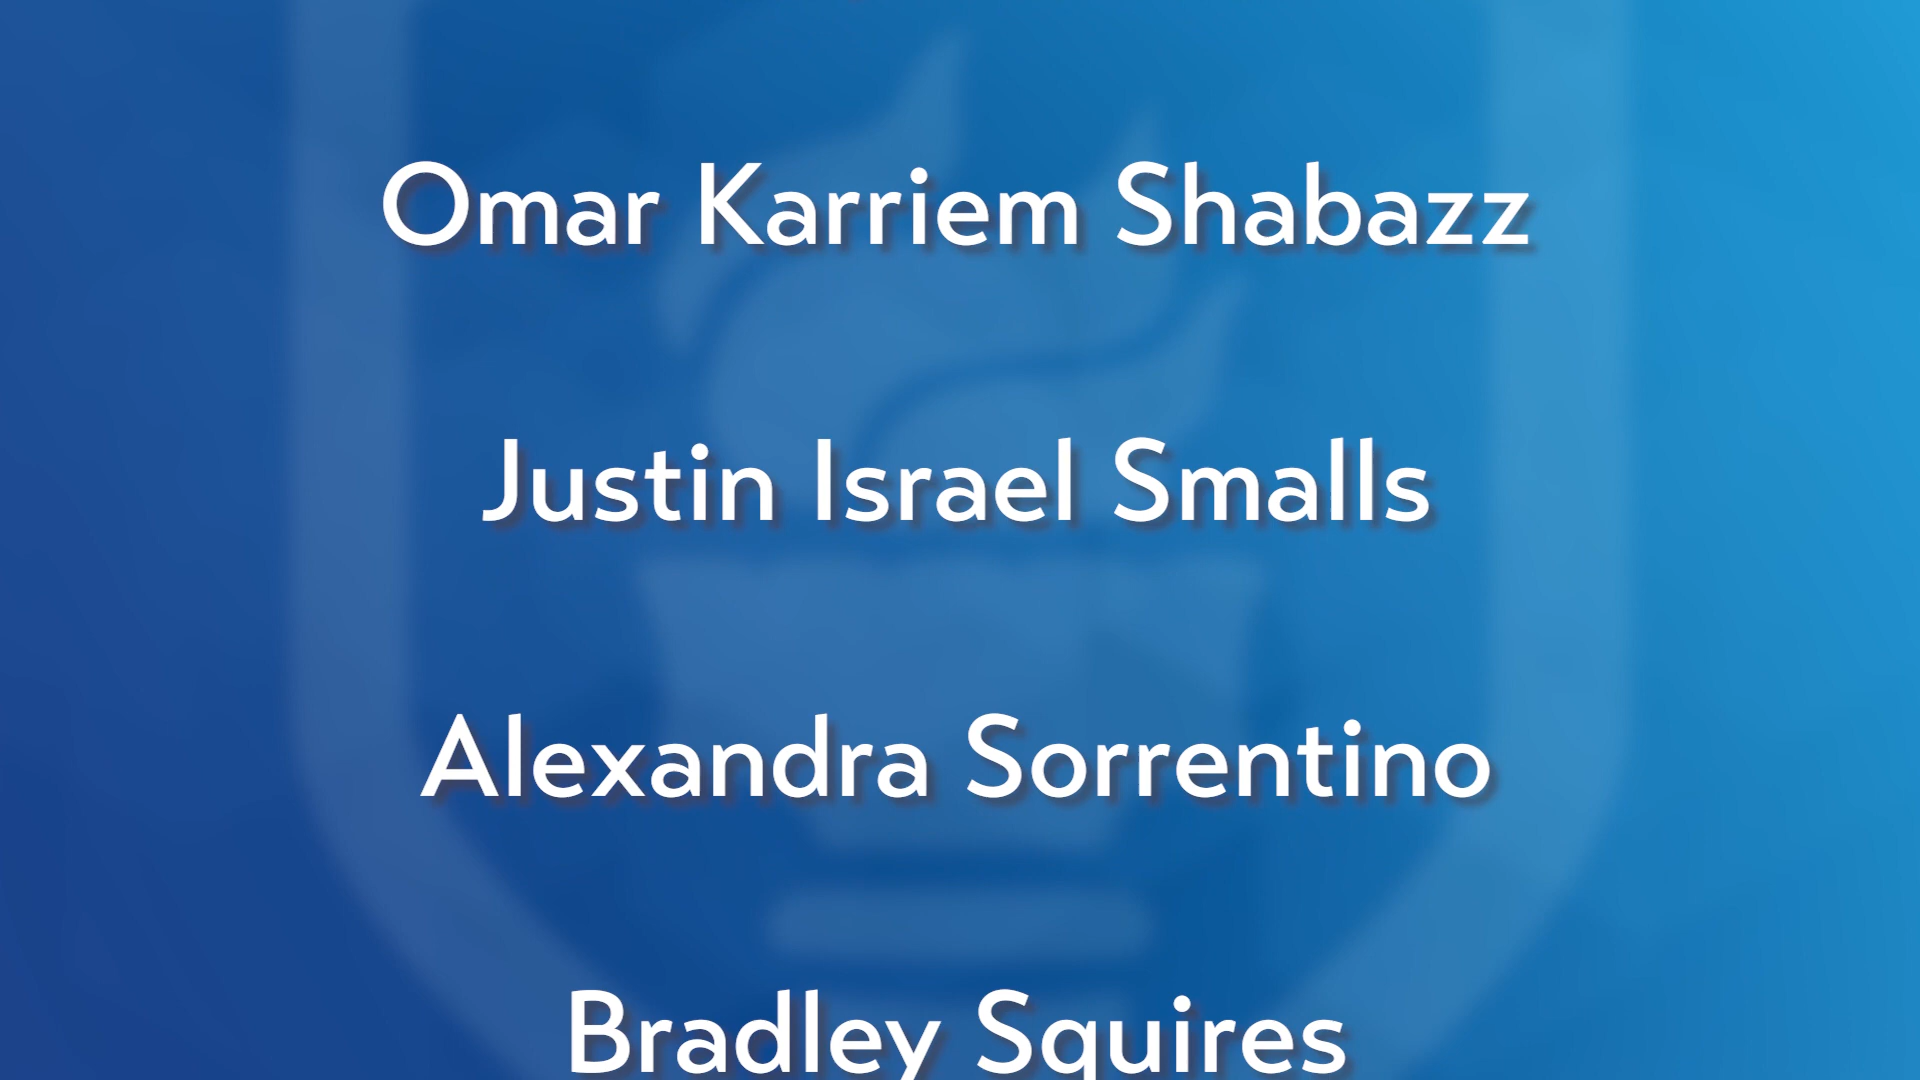 Omar Karriem Shabazz
Justin Israel Smalls
Alexandra Sorrentino
Bradley Squires